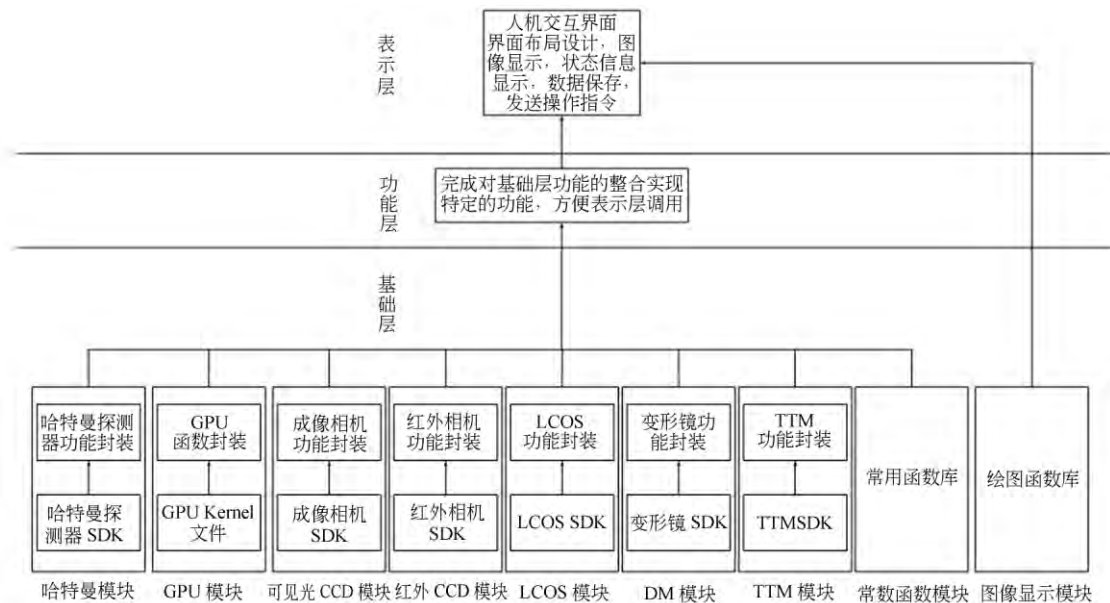 人机交互界面
界面布局设计，图
像显示，状态信息
显示，数据保存，
发送操作指令
表示层
完成对基础层功能的整合实现
特定的功能，方便表示层调用
功能层
基础层
哈特曼探测
器功能封装
GPU
函数封装
成像相机
功能封装
红外相机
功能封装
LCOS
功能封装
变形镜功
能封装
TTM
功能封装
常用函数库
绘图函数库
哈特曼探
测器 SDK
GPU Kernel
文件
成像相机
SDK
红外相机
SDK
LCOS SDK
变形镜 SDK
TTMSDK
哈特曼模块
GPU 模块
可见光 CCD 模块
红外 CCD 模块
LCOS 模块
DM 模块
TTM 模块
常数函数模块
图像显示模块